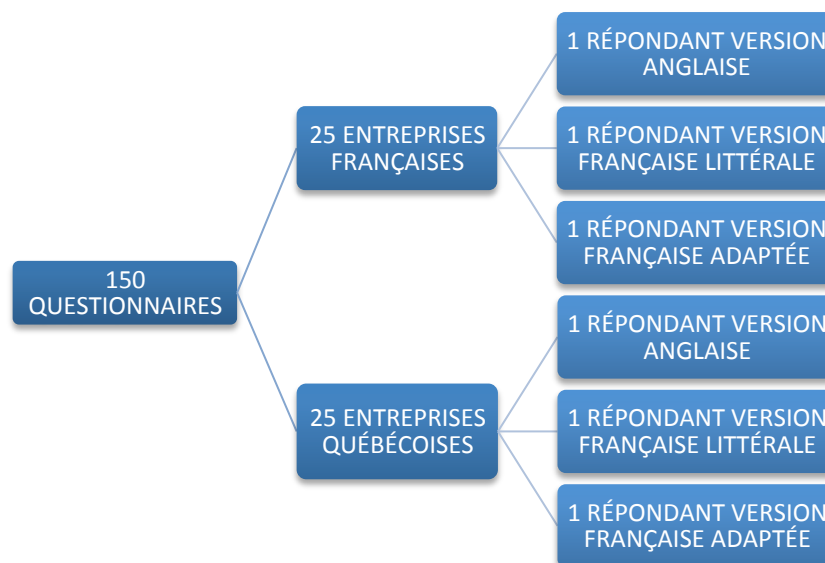 150
QUESTIONNAIRES
25 ENTREPRISES
FRANÇAISES
1 RÉPONDANT VERSION
ANGLAISE
1 RÉPONDANT VERSION
FRANÇAISE LITTÉRALE
1 RÉPONDANT VERSION
FRANÇAISE ADAPTÉE
25 ENTREPRISES
QUÉBÉCOISES
1 RÉPONDANT VERSION
ANGLAISE
1 RÉPONDANT VERSION
FRANÇAISE LITTÉRALE
1 RÉPONDANT VERSION
FRANÇAISE ADAPTÉE